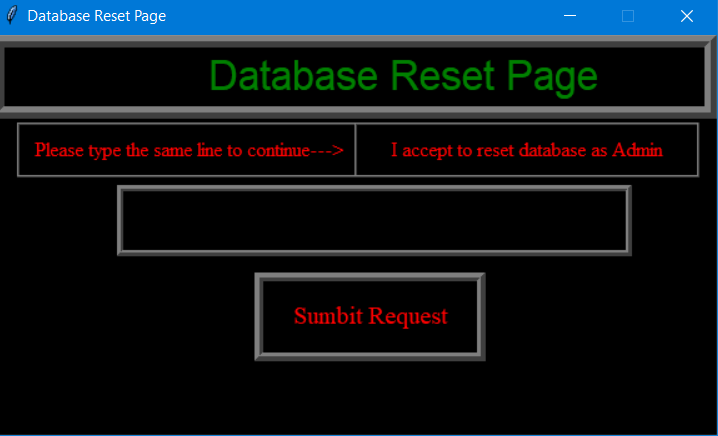 Database Reset Page
Database Reset Page
Please type the same line to continue---> I accept to reset database as Admin
Sumbit Request